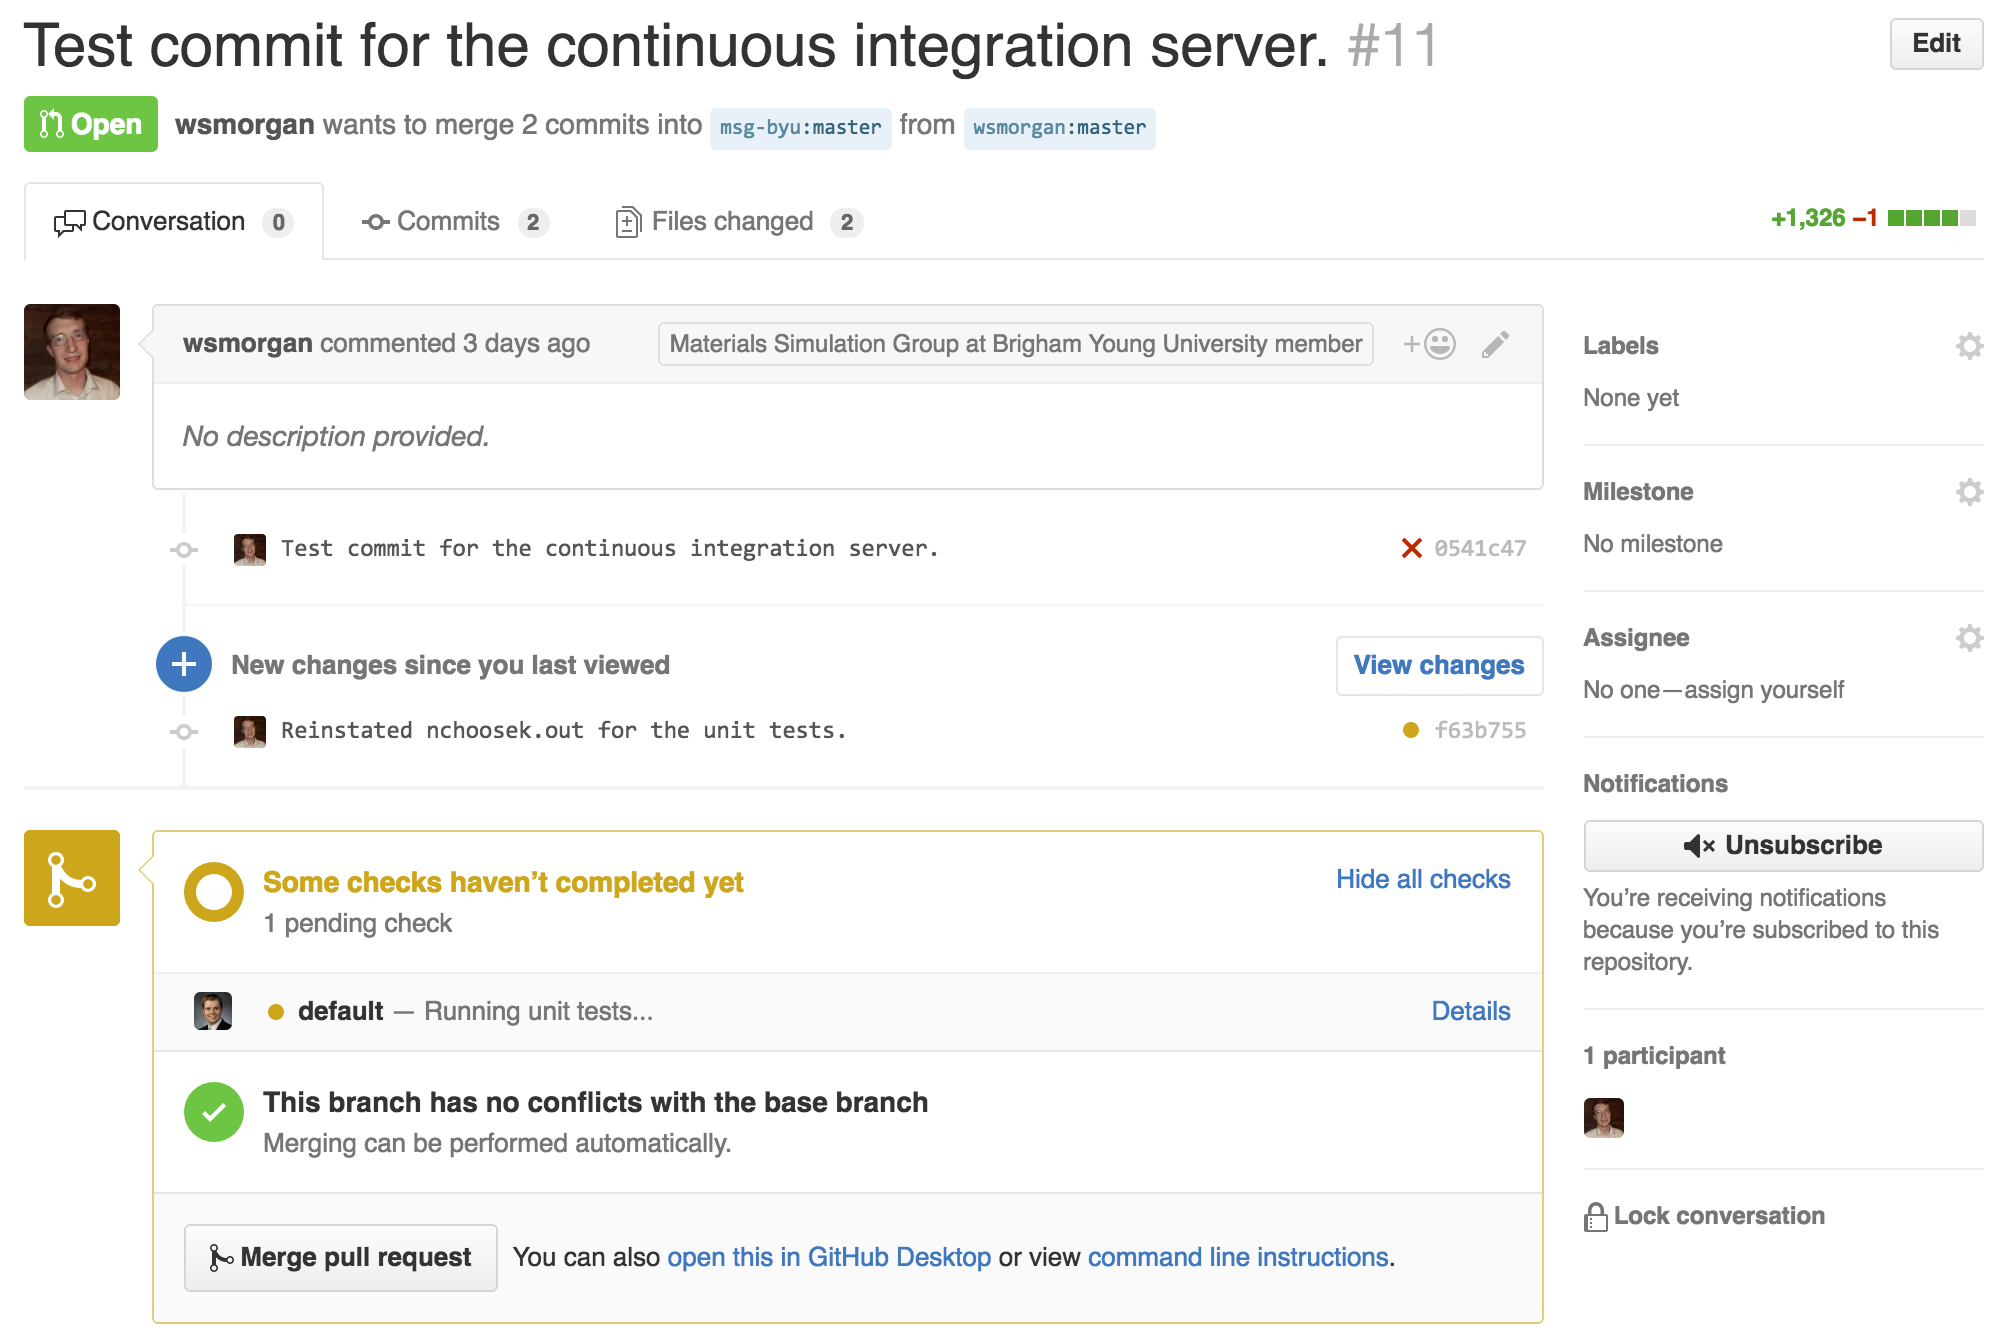 Test commit for the continuous integration server. #11
Edit
Open wsmorgan wants to merge 2 commits into msg-byu:master from wsmorgan:master
Conversation 0 Commits 2 Files changed 2
+1,326 −1
wsmorgan commented 3 days ago Materials Simulation Group at Brigham Young University member
No description provided.
Test commit for the continuous integration server. 0541c47
New changes since you last viewed View changes
Reinstated nchoosek.out for the unit tests. f63b755
Some checks haven’t completed yet Hide all checks
1 pending check
default — Running unit tests... Details
This branch has no conflicts with the base branch
Merging can be performed automatically.
Merge pull request You can also open this in GitHub Desktop or view command line instructions.
Labels
None yet
Milestone
No milestone
Assignee
No one—assign yourself
Notifications
Unsubscribe
You’re receiving notifications
because you’re subscribed to this
repository.
1 participant
Lock conversation